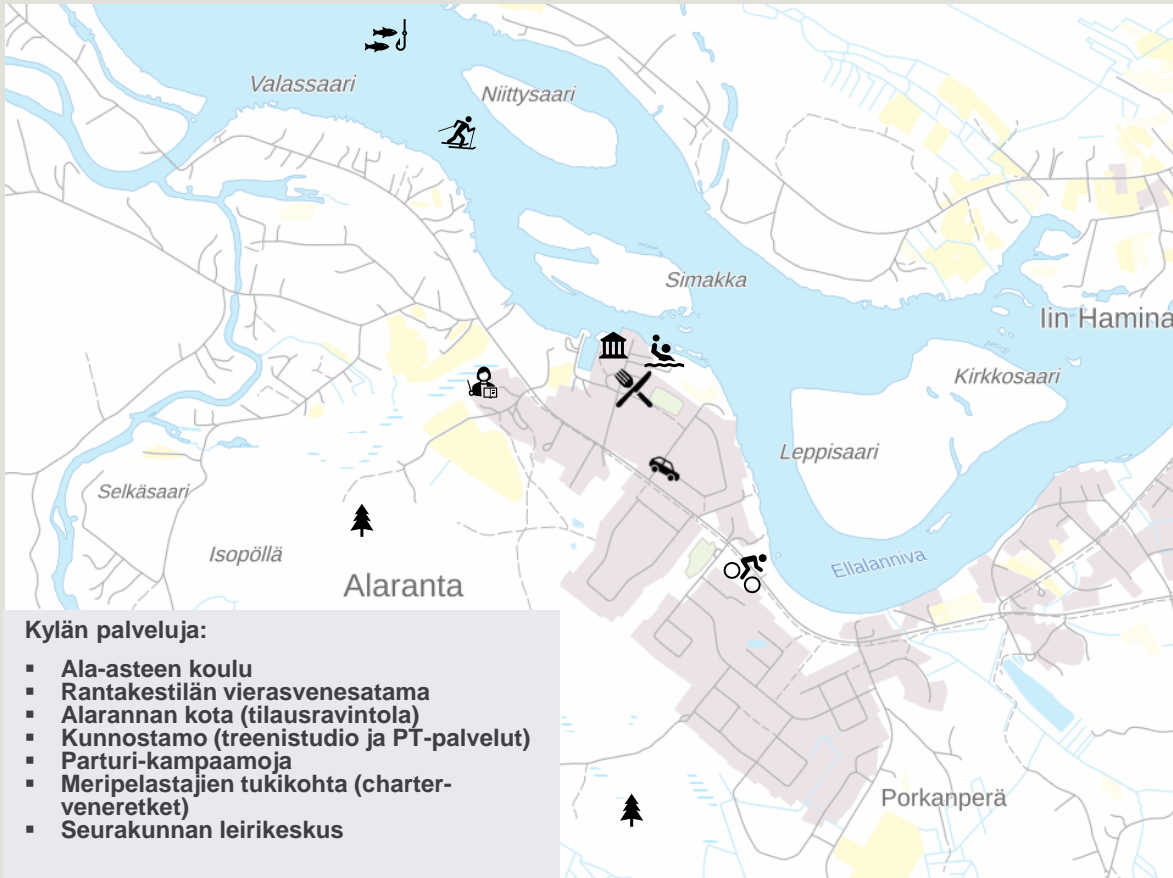 Valassaari
Niittysaari
Simakka
Iin Hamina
Kirkkosaari
Leppisaari
Selkäsaari
Isopöllä
Ellalanniva
Alaranta
Kylän palveluja:
▪ Ala-asteen koulu
▪ Rantakestilän vierasvenesatama
▪ Alarannan kota (tilausravintola)
▪ Kunnostamo (treenistudio ja PT-palvelut)
▪ Parturi-kampaamoja
▪ Meripelastajien tukikohta (charter-
veneretket)
▪ Seurakunnan leirikeskus
Porkanperä